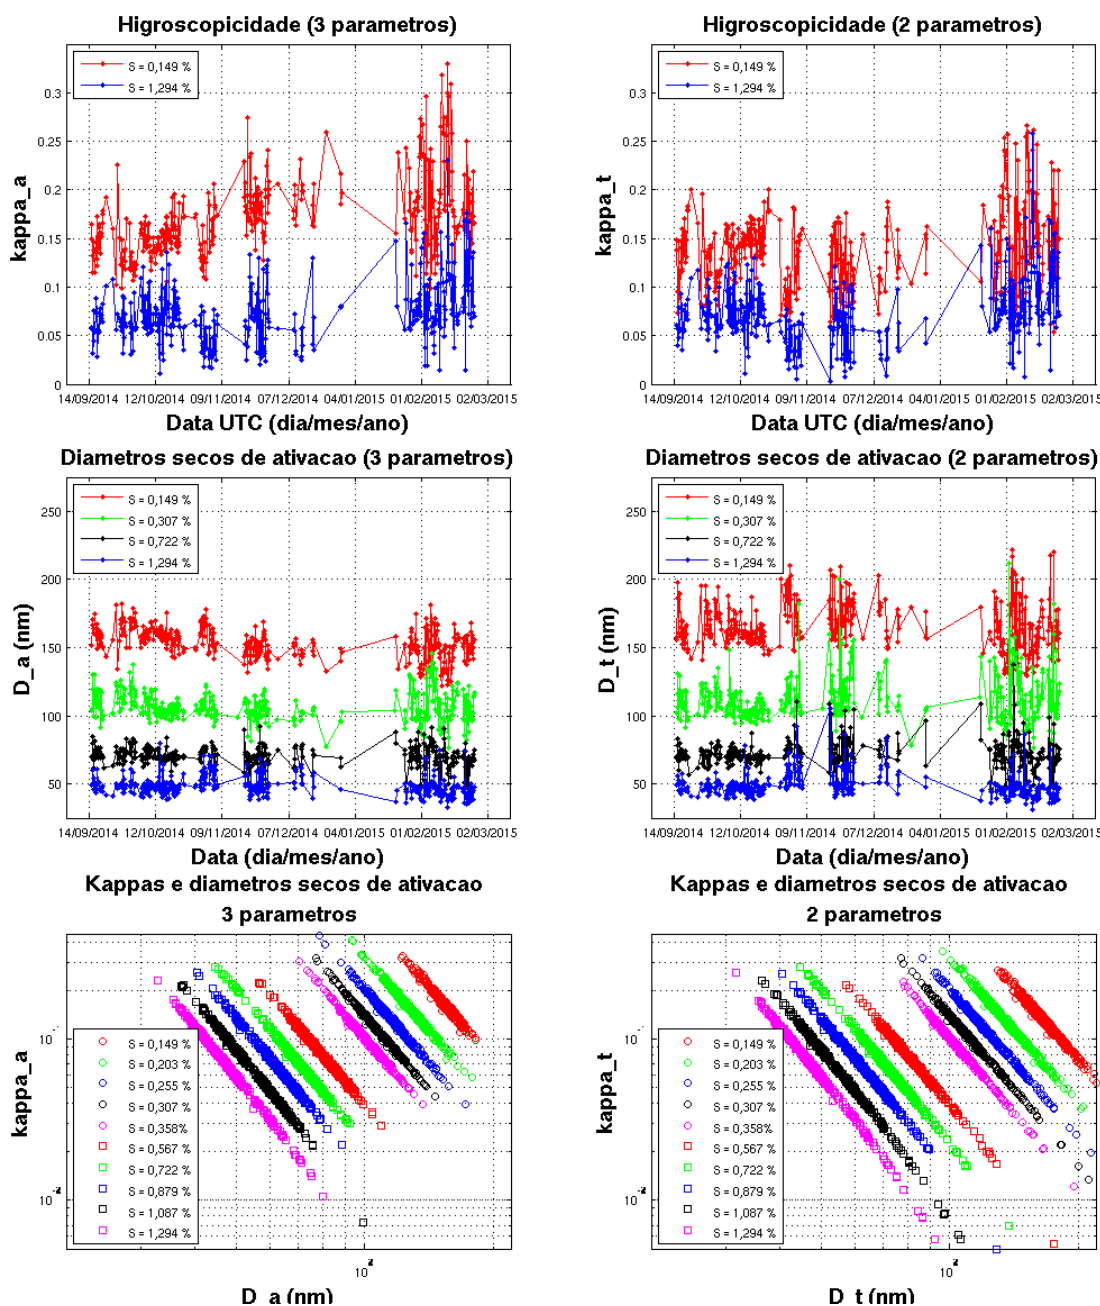 Higroscopicidade (3 parametros)
S = 0,149 %
S = 1,294 %
0.3
0.25
0.2
0.15
0.1
0.05
0
kappa_a
14/09/2014 12/10/2014 09/11/2014 07/12/2014 04/01/2015 01/02/2015 02/03/2015
Data UTC (dia/mes/ano)
Higroscopicidade (2 parametros)
S = 0,149 %
S = 1,294 %
0.3
0.25
0.2
0.15
0.1
0.05
0
kappa_t
14/09/2014 12/10/2014 09/11/2014 07/12/2014 04/01/2015 01/02/2015 02/03/2015
Data UTC (dia/mes/ano)
Diametros secos de ativacao (3 parametros)
S = 0,149 %
S = 0,307 %
S = 0,722 %
S = 1,294 %
250
200
150
100
50
D_a (nm)
14/09/2014 12/10/2014 09/11/2014 07/12/2014 04/01/2015 01/02/2015 02/03/2015
Data (dia/mes/ano)
Diametros secos de ativacao (2 parametros)
S = 0,149 %
S = 0,307 %
S = 0,722 %
S = 1,294 %
250
200
150
100
50
D_t (nm)
14/09/2014 12/10/2014 09/11/2014 07/12/2014 04/01/2015 01/02/2015 02/03/2015
Data (dia/mes/ano)
Kappas e diametros secos de ativacao
3 parametros
kappa_a
S = 0,149 %
S = 0,203 %
S = 0,255 %
S = 0,307 %
S = 0,358%
S = 0,567 %
S = 0,722 %
S = 0,879 %
S = 1,087 %
S = 1,294 %
D_a (nm)
Kappas e diametros secos de ativacao
2 parametros
kappa_t
S = 0,149 %
S = 0,203 %
S = 0,255 %
S = 0,307 %
S = 0,358%
S = 0,567 %
S = 0,722 %
S = 0,879 %
S = 1,087 %
S = 1,294 %
D_t (nm)